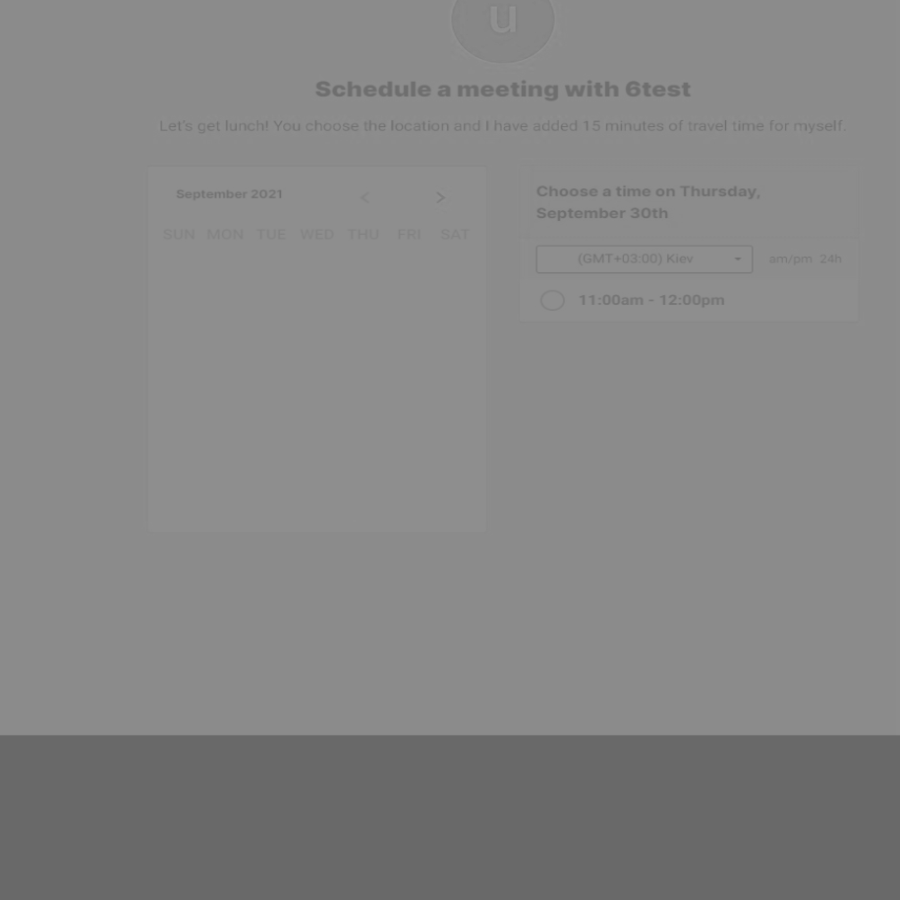 u
Schedule a meeting with 6test
Let's get lunch! You choose the location and I have added 15 minutes of travel time for myself.
September 2021 < >
SUN MON TUE WED THU FRI SAT
Choose a time on Thursday,
September 30th
(GMT+03:00) Kiev am/pm 24h
11:00am - 12:00pm